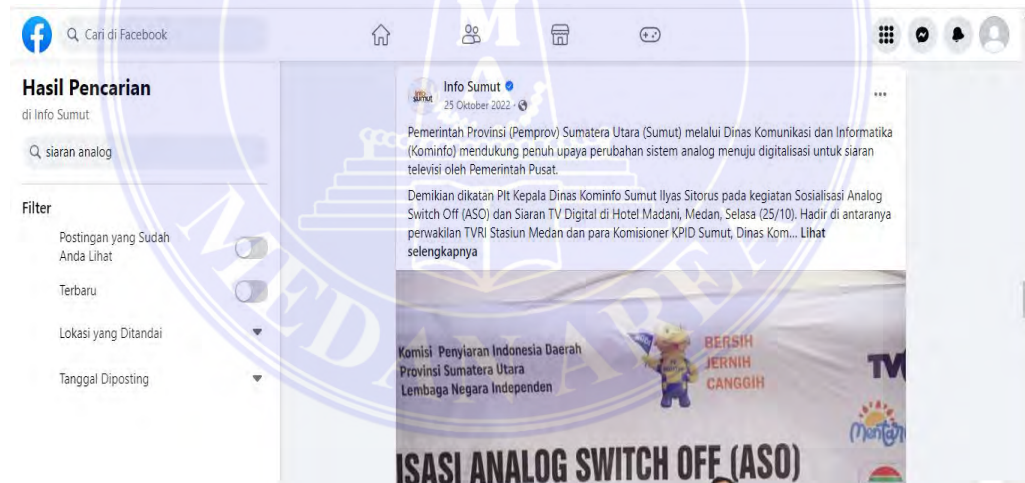 Cari di Facebook
Hasil Pencarian
di Info Sumut
siaran analog
Filter
Postingan yang Sudah
Anda Lihat
Terbaru
Lokasi yang Ditandai
Tanggal Diposting
Info Sumut
25 Oktober 2022
Pemerintah Provinsi (Pemprov) Sumatera Utara (Sumut) melalui Dinas Komunikasi dan Informatika
(Kominfo) mendukung penuh upaya perubahan sistem analog menuju digitalisasi untuk siaran
televisi oleh Pemerintah Pusat.
Demikian dikatan Plt Kepala Dinas Kominfo Sumut Ilyas Sitorus pada kegiatan Sosialisasi Analog
Switch Off (ASO) dan Siaran TV Digital di Hotel Madani, Medan, Selasa (25/10). Hadir di antaranya
perwakilan TVRI Stasiun Medan dan para Komisioner KPID Sumut, Dinas Kom... Lihat
selengkapnya
Komisi Penyiaran Indonesia Daerah
Provinsi Sumatera Utara
Lembaga Negara Independen
BERSIH
JERNIH
CANGGIH
TV
Mentari
ISASI ANALOG SWITCH OFF (ASO)
MEDAN AREA